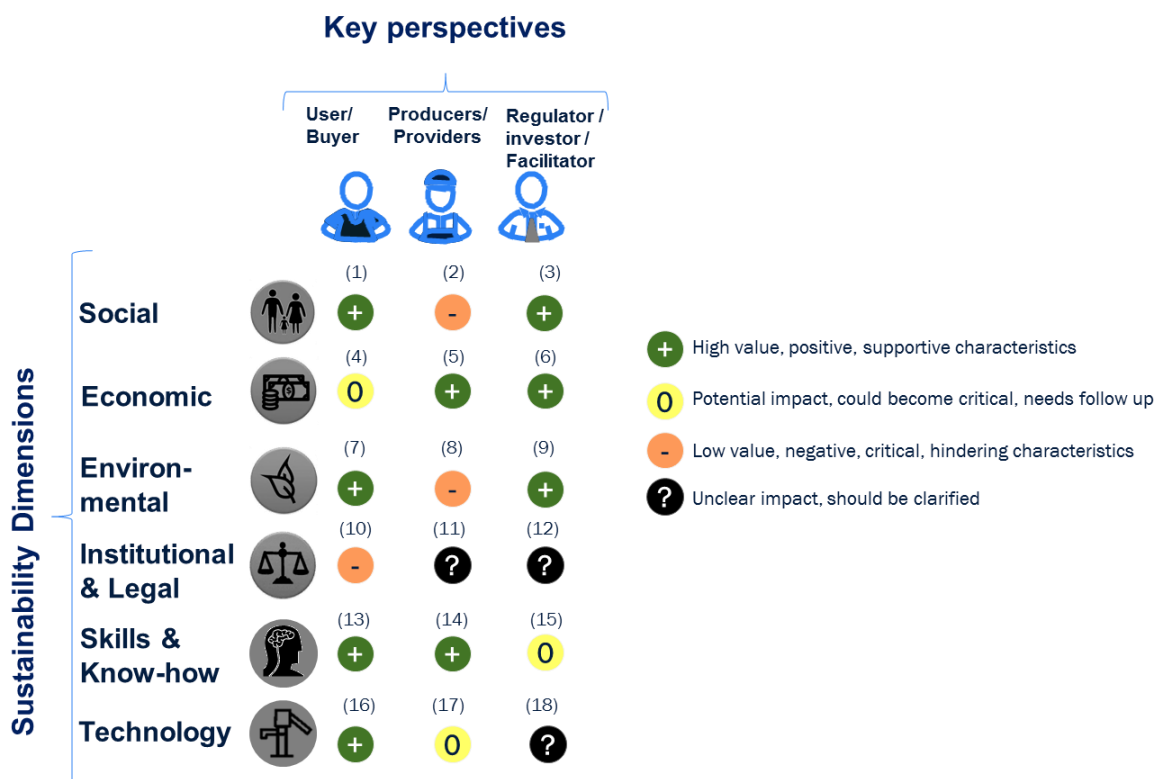 Key perspectives
User/
Buyer
Producers/
Providers
Regulator /
investor /
Facilitator
Sustainability Dimensions
(1) (2) (3)
Social + - +
(4) (5) (6)
Economic 0 + +
(7) (8) (9)
Environ-
mental + - +
(10) (11) (12)
Institutional
& Legal - ? ?
(13) (14) (15)
Skills &
Know-how + + 0
(16) (17) (18)
Technology + 0 ?
+ High value, positive, supportive characteristics
0 Potential impact, could become critical, needs follow up
- Low value, negative, critical, hindering characteristics
? Unclear impact, should be clarified